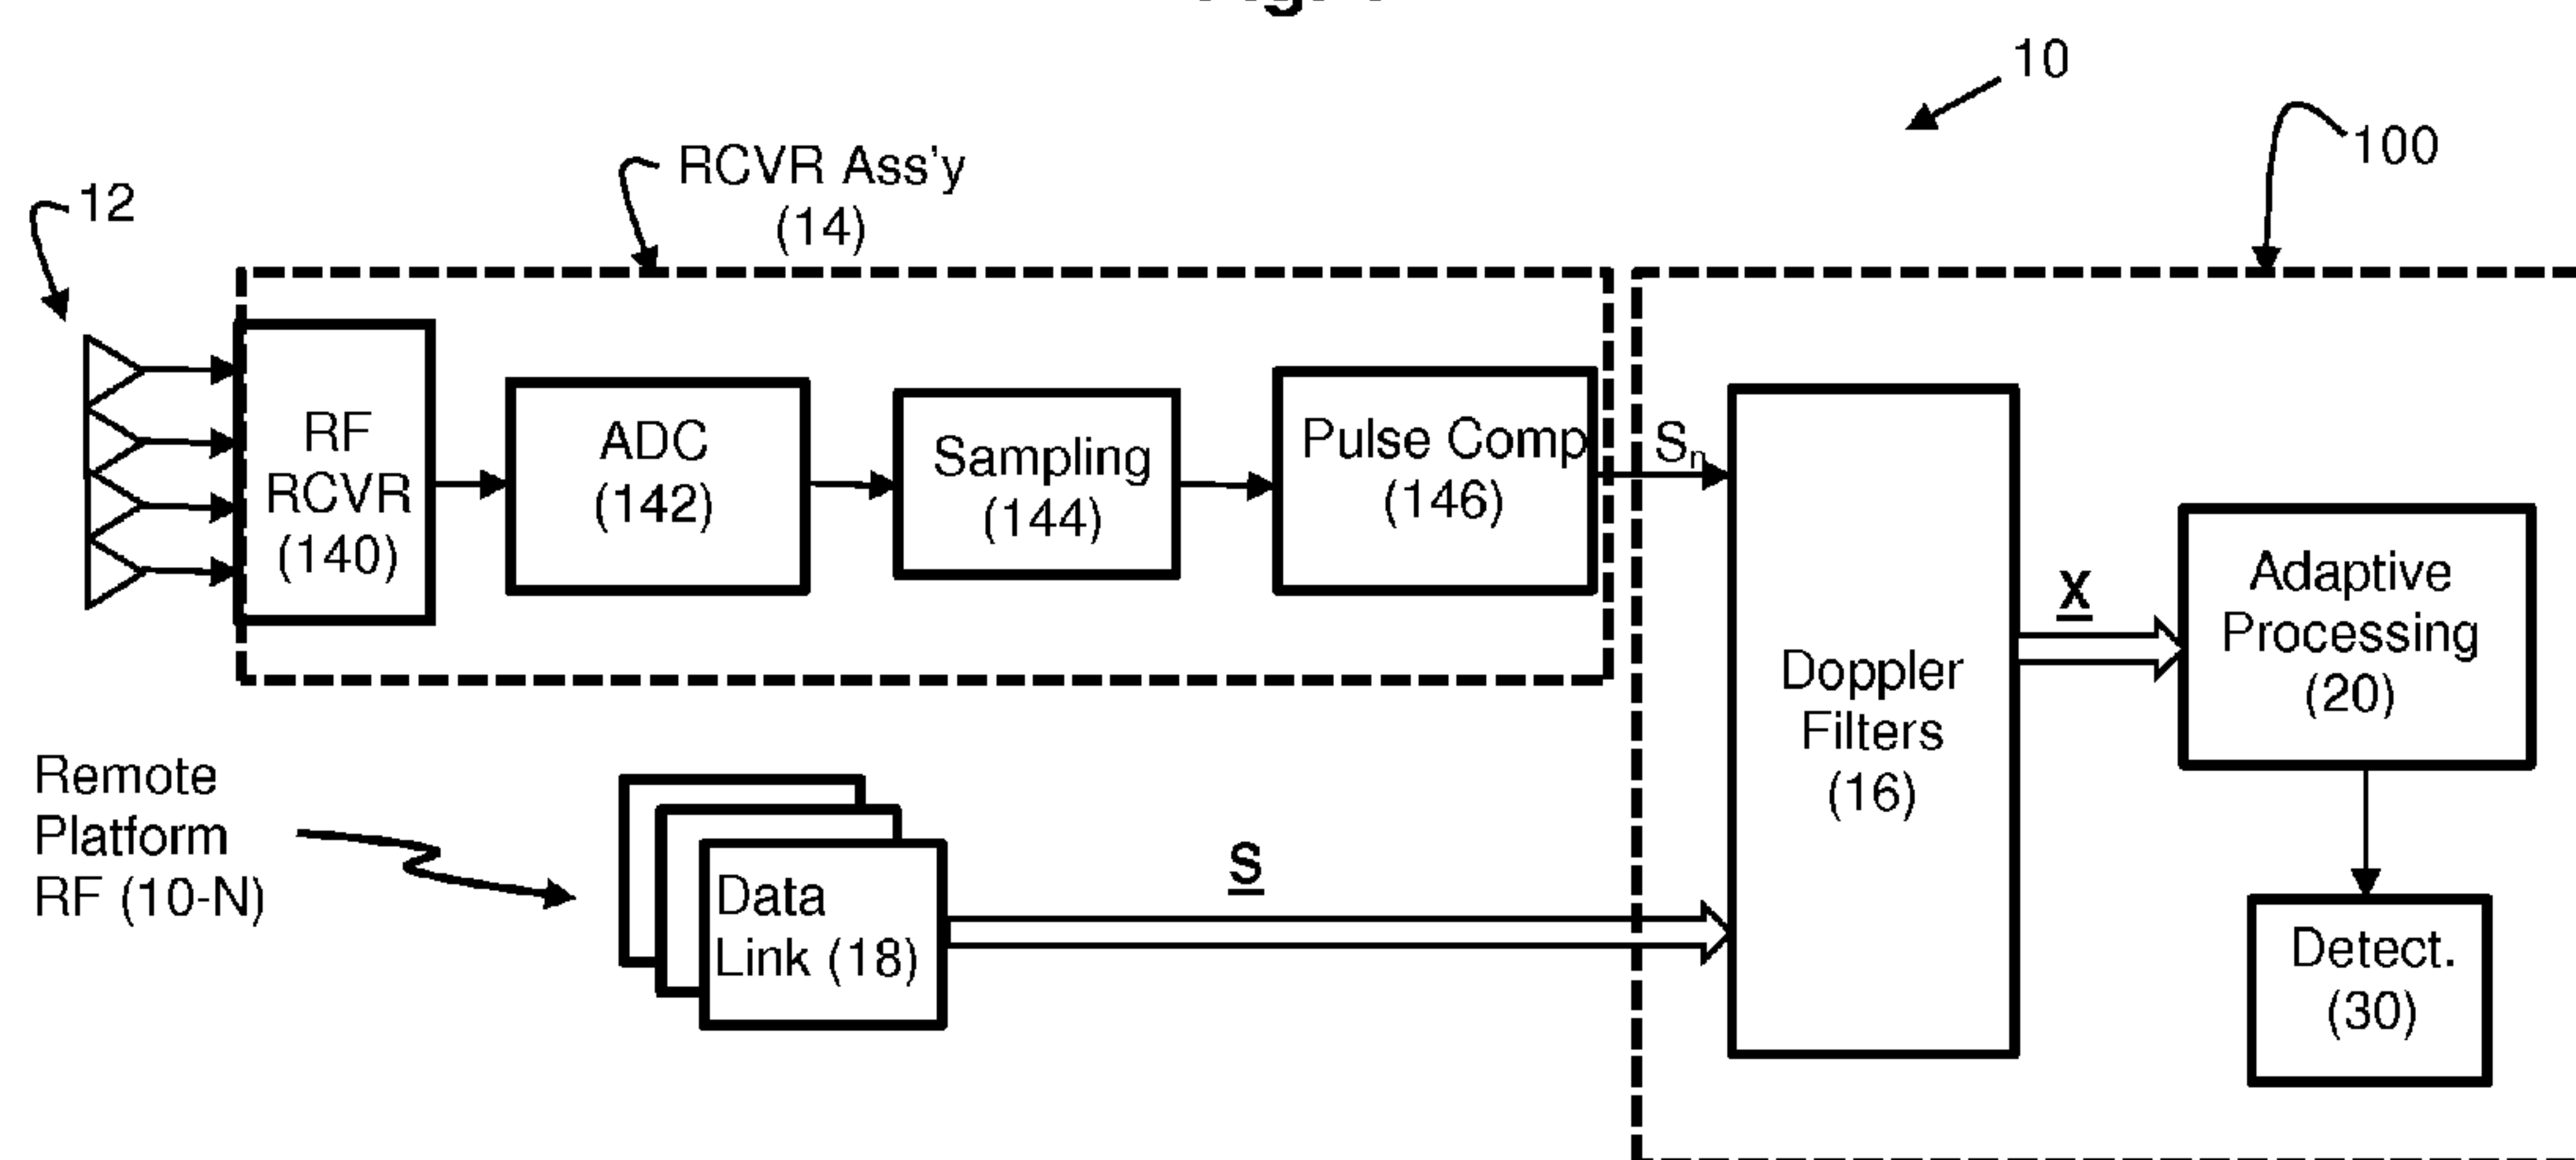 10
100
RCVR Ass'y
(14)
12
RF
RCVR
(140)
ADC
(142)
Sampling
(144)
Pulse Comp
(146)
Sn
Doppler
Filters
(16)
X
Adaptive
Processing
(20)
Remote
Platform
RF (10-N)
Data
Link (18)
S
Detect.
(30)